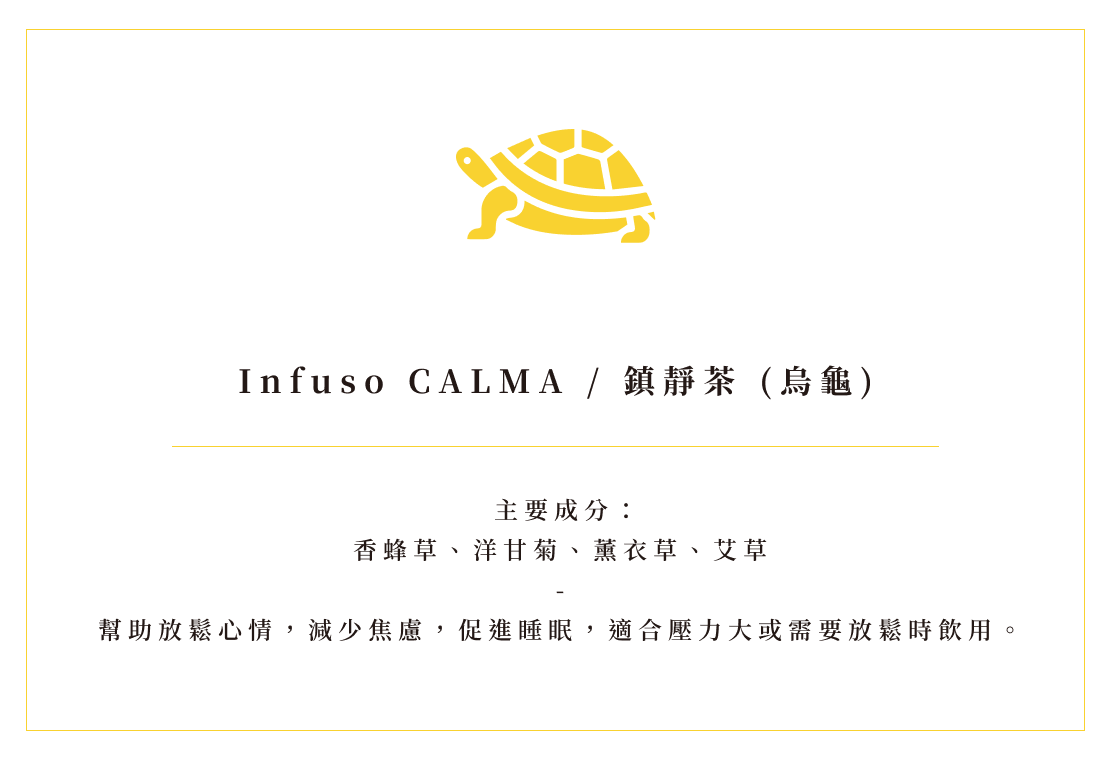 Infuso CALMA / 鎮靜茶 (烏龜)
主要成分：
香蜂草、洋甘菊、薰衣草、艾草
-
幫助放鬆心情，減少焦慮，促進睡眠，適合壓力大或需要放鬆時飲用。